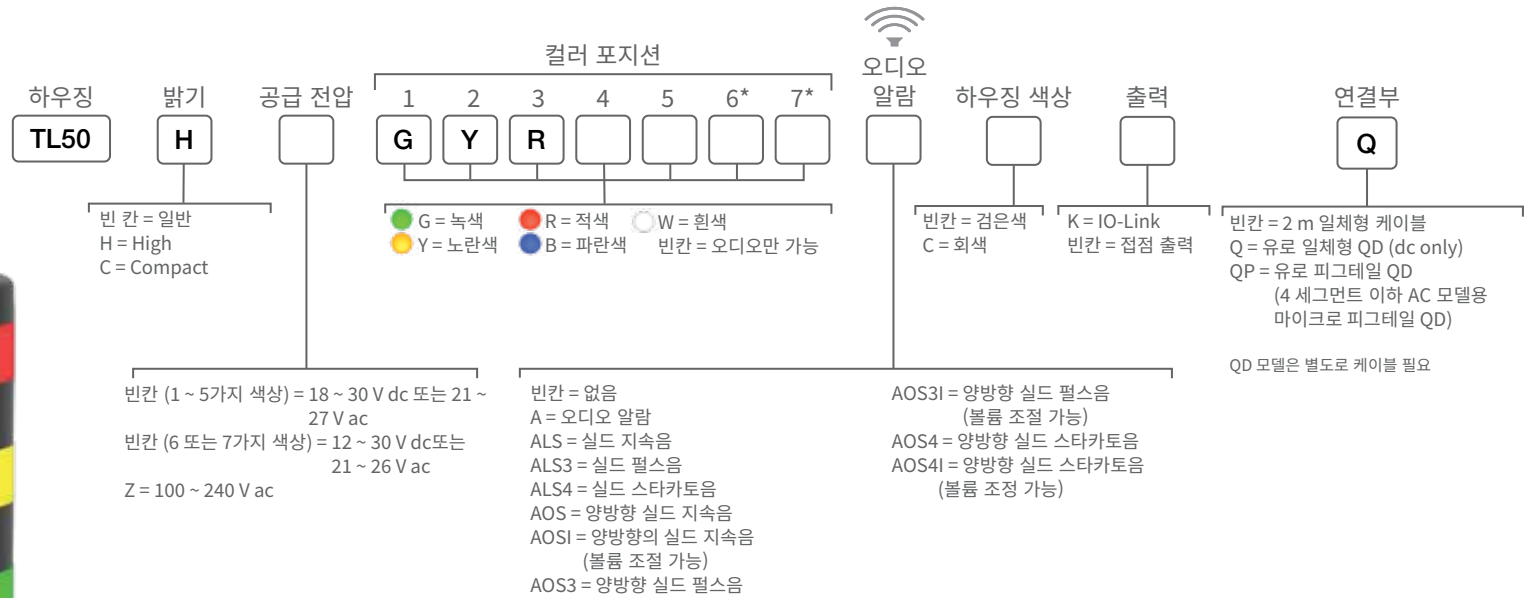 컬러 포지션
오디오
알람
하우징
밝기
공급 전압
1 2 3 4 5 6* 7*
하우징 색상
출력
연결부
TL50
H
G Y R
Q
빈 칸 = 일반
H = High
C = Compact
G = 녹색
R = 적색
W = 흰색
Y = 노란색
B = 파란색
빈칸 = 오디오만 가능
빈칸 = 검은색
C = 회색
K = IO-Link
빈칸 = 접점 출력
빈칸 = 2 m 일체형 케이블
Q = 유로 일체형 QD (dc only)
QP = 유로 피그테일 QD
(4 세그먼트 이하 AC 모델용
마이크로 피그테일 QD)
QD 모델은 별도로 케이블 필요
빈칸 (1 ~ 5가지 색상) = 18 ~ 30 V dc 또는 21 ~
27 V ac
빈칸 (6 또는 7가지 색상) = 12 ~ 30 V dc또는
21 ~ 26 V ac
Z = 100 ~ 240 V ac
빈칸 = 없음
A = 오디오 알람
ALS = 실드 지속음
ALS3 = 실드 펄스음
ALS4 = 실드 스타카토음
AOS = 양방향 실드 지속음
AOSI = 양방향의 실드 지속음
(볼륨 조절 가능)
AOS3 = 양방향 실드 펄스음
AOS3I = 양방향 실드 펄스음
(볼륨 조절 가능)
AOS4 = 양방향 실드 스타카토음
AOS4I = 양방향 실드 스타카토음
(볼륨 조정 가능)